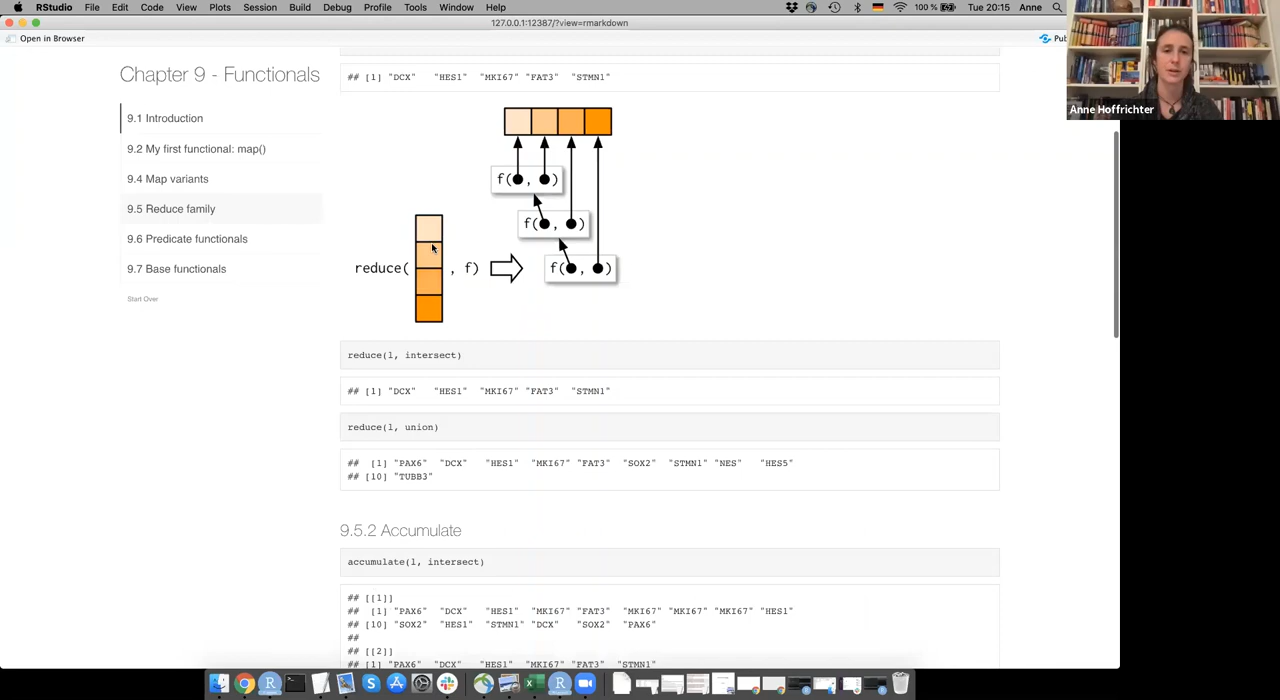 RStudio File Edit Code View Plots Session Build Debug Profile Tools Window Help 100 % Tue 20:15 Anne
127.0.0.1:12387/?view=rmarkdown
Open in Browser
Chapter 9 - Functionals
9.1 Introduction
9.2 My first functional: map()
9.4 Map variants
9.5 Reduce family
9.6 Predicate functionals
9.7 Base functionals
Start Over
## [1] "DCX" "HES1" "MKI67" "FAT3" "STMN1"
f( , )
f( , )
reduce( , f) f( , )
reduce(l, intersect)
## [1] "DCX" "HES1" "MKI67" "FAT3" "STMN1"
reduce(l, union)
## [1] "PAX6" "DCX" "HES1" "MKI67" "FAT3" "SOX2" "STMN1" "NES" "HES5"
## [10] "TUBB3"
9.5.2 Accumulate
accumulate(l, intersect)
## [[1]]
## [1] "PAX6" "DCX" "HES1" "MKI67" "FAT3" "MKI67" "MKI67" "MKI67" "HES1"
## [10] "SOX2" "HES1" "STMN1" "DCX" "SOX2" "PAX6"
##
## [[2]]
## [1] "PAX6" "DCX" "HES1" "MKI67" "FAT3" "STMN1"
Anne Hoffrichter